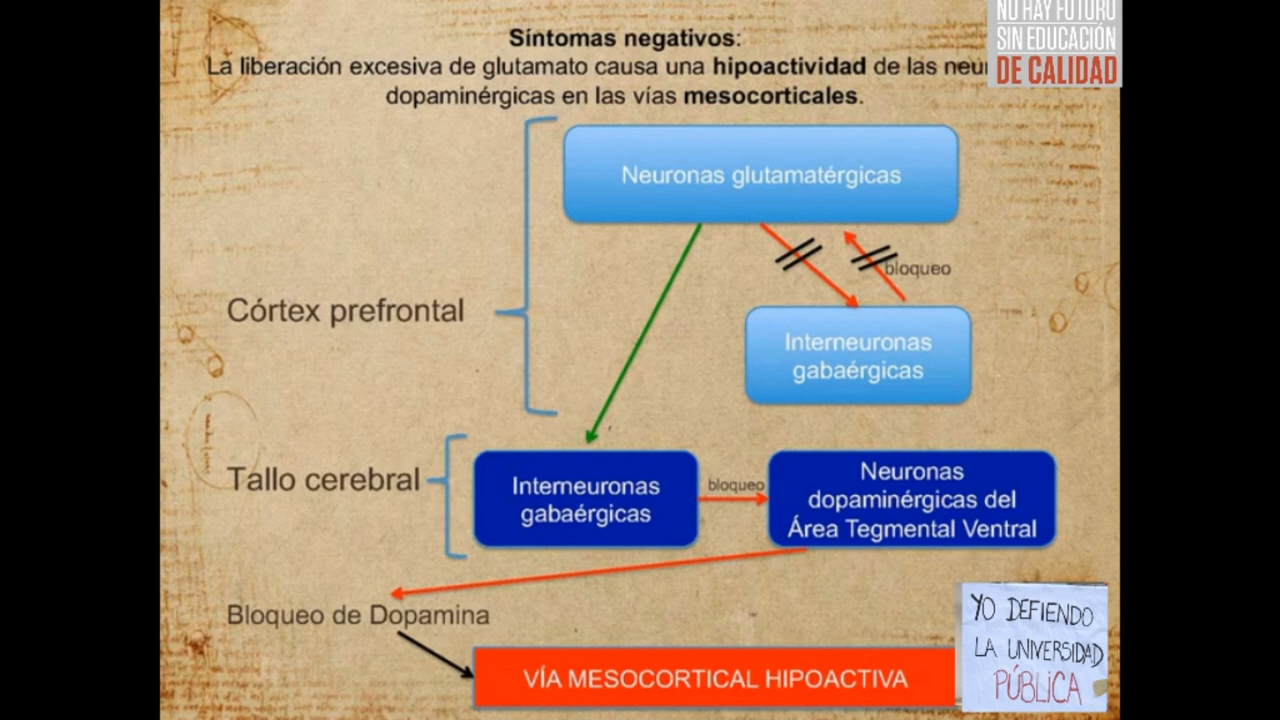 Síntomas negativos:
La liberación excesiva de glutamato causa una hipoactividad de las
dopaminérgicas en las vías mesocorticales.
NO HAY FUTURO
SIN EDUCACIÓN
DE CALIDAD
Neuronas glutamatérgicas
bloqueo
Córtex prefrontal
Interneuronas
gabaérgicas
Tallo cerebral
Interneuronas
gabaérgicas
bloqueo
Neuronas
dopaminérgicas del
Área Tegmental Ventral
Bloqueo de Dopamina
VÍA MESOCORTICAL HIPOACTIVA
YO DEFIENDO
LA UNIVERSIDAD
PÚBLICA